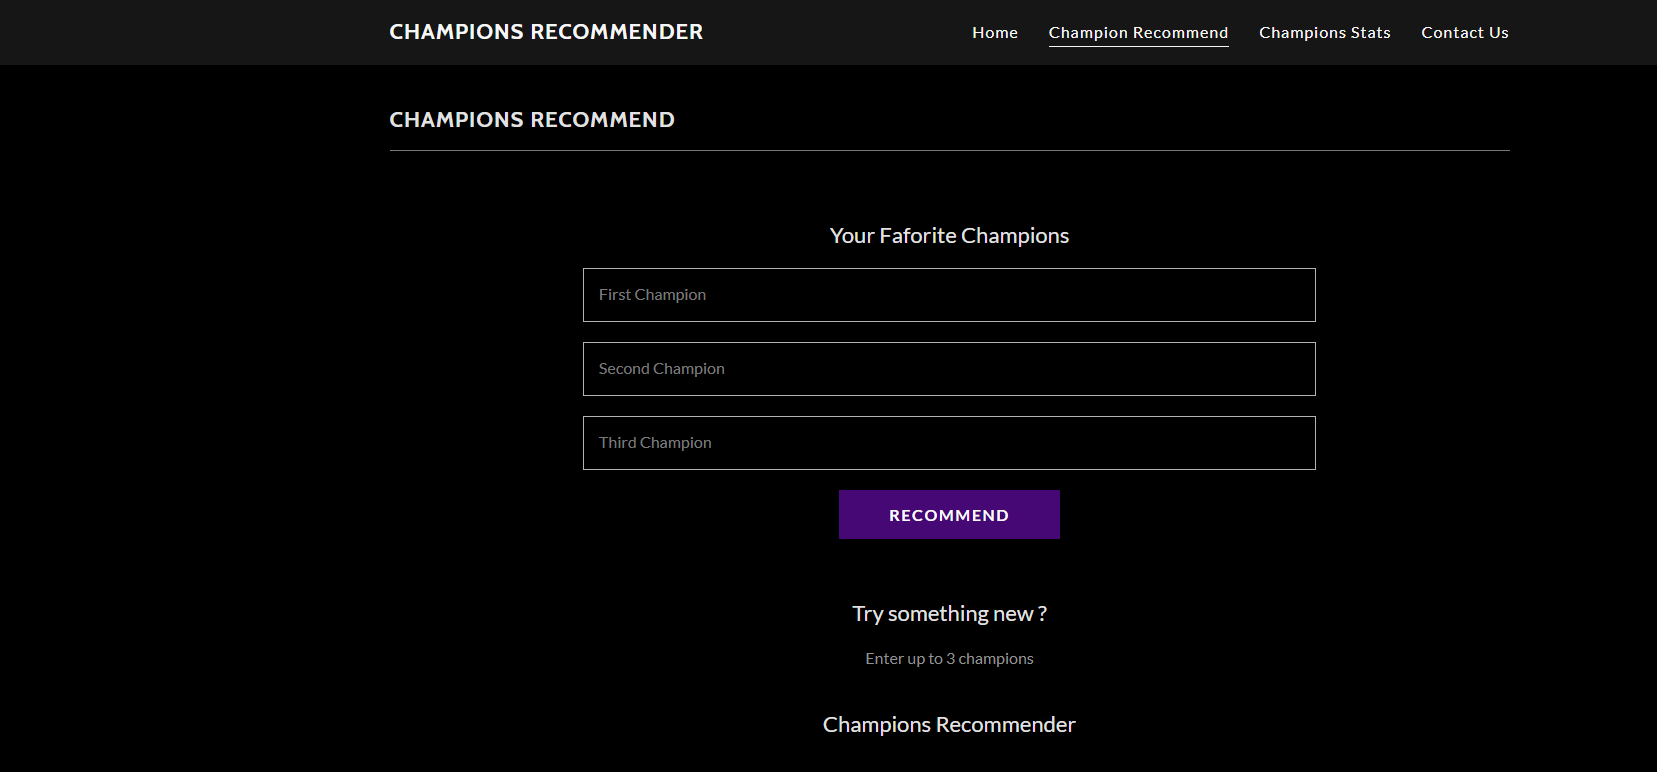 CHAMPIONS RECOMMENDER
Home Champion Recommend Champions Stats Contact Us
CHAMPIONS RECOMMEND
Your Faforite Champions
First Champion
Second Champion
Third Champion
RECOMMEND
Try something new ?
Enter up to 3 champions
Champions Recommender